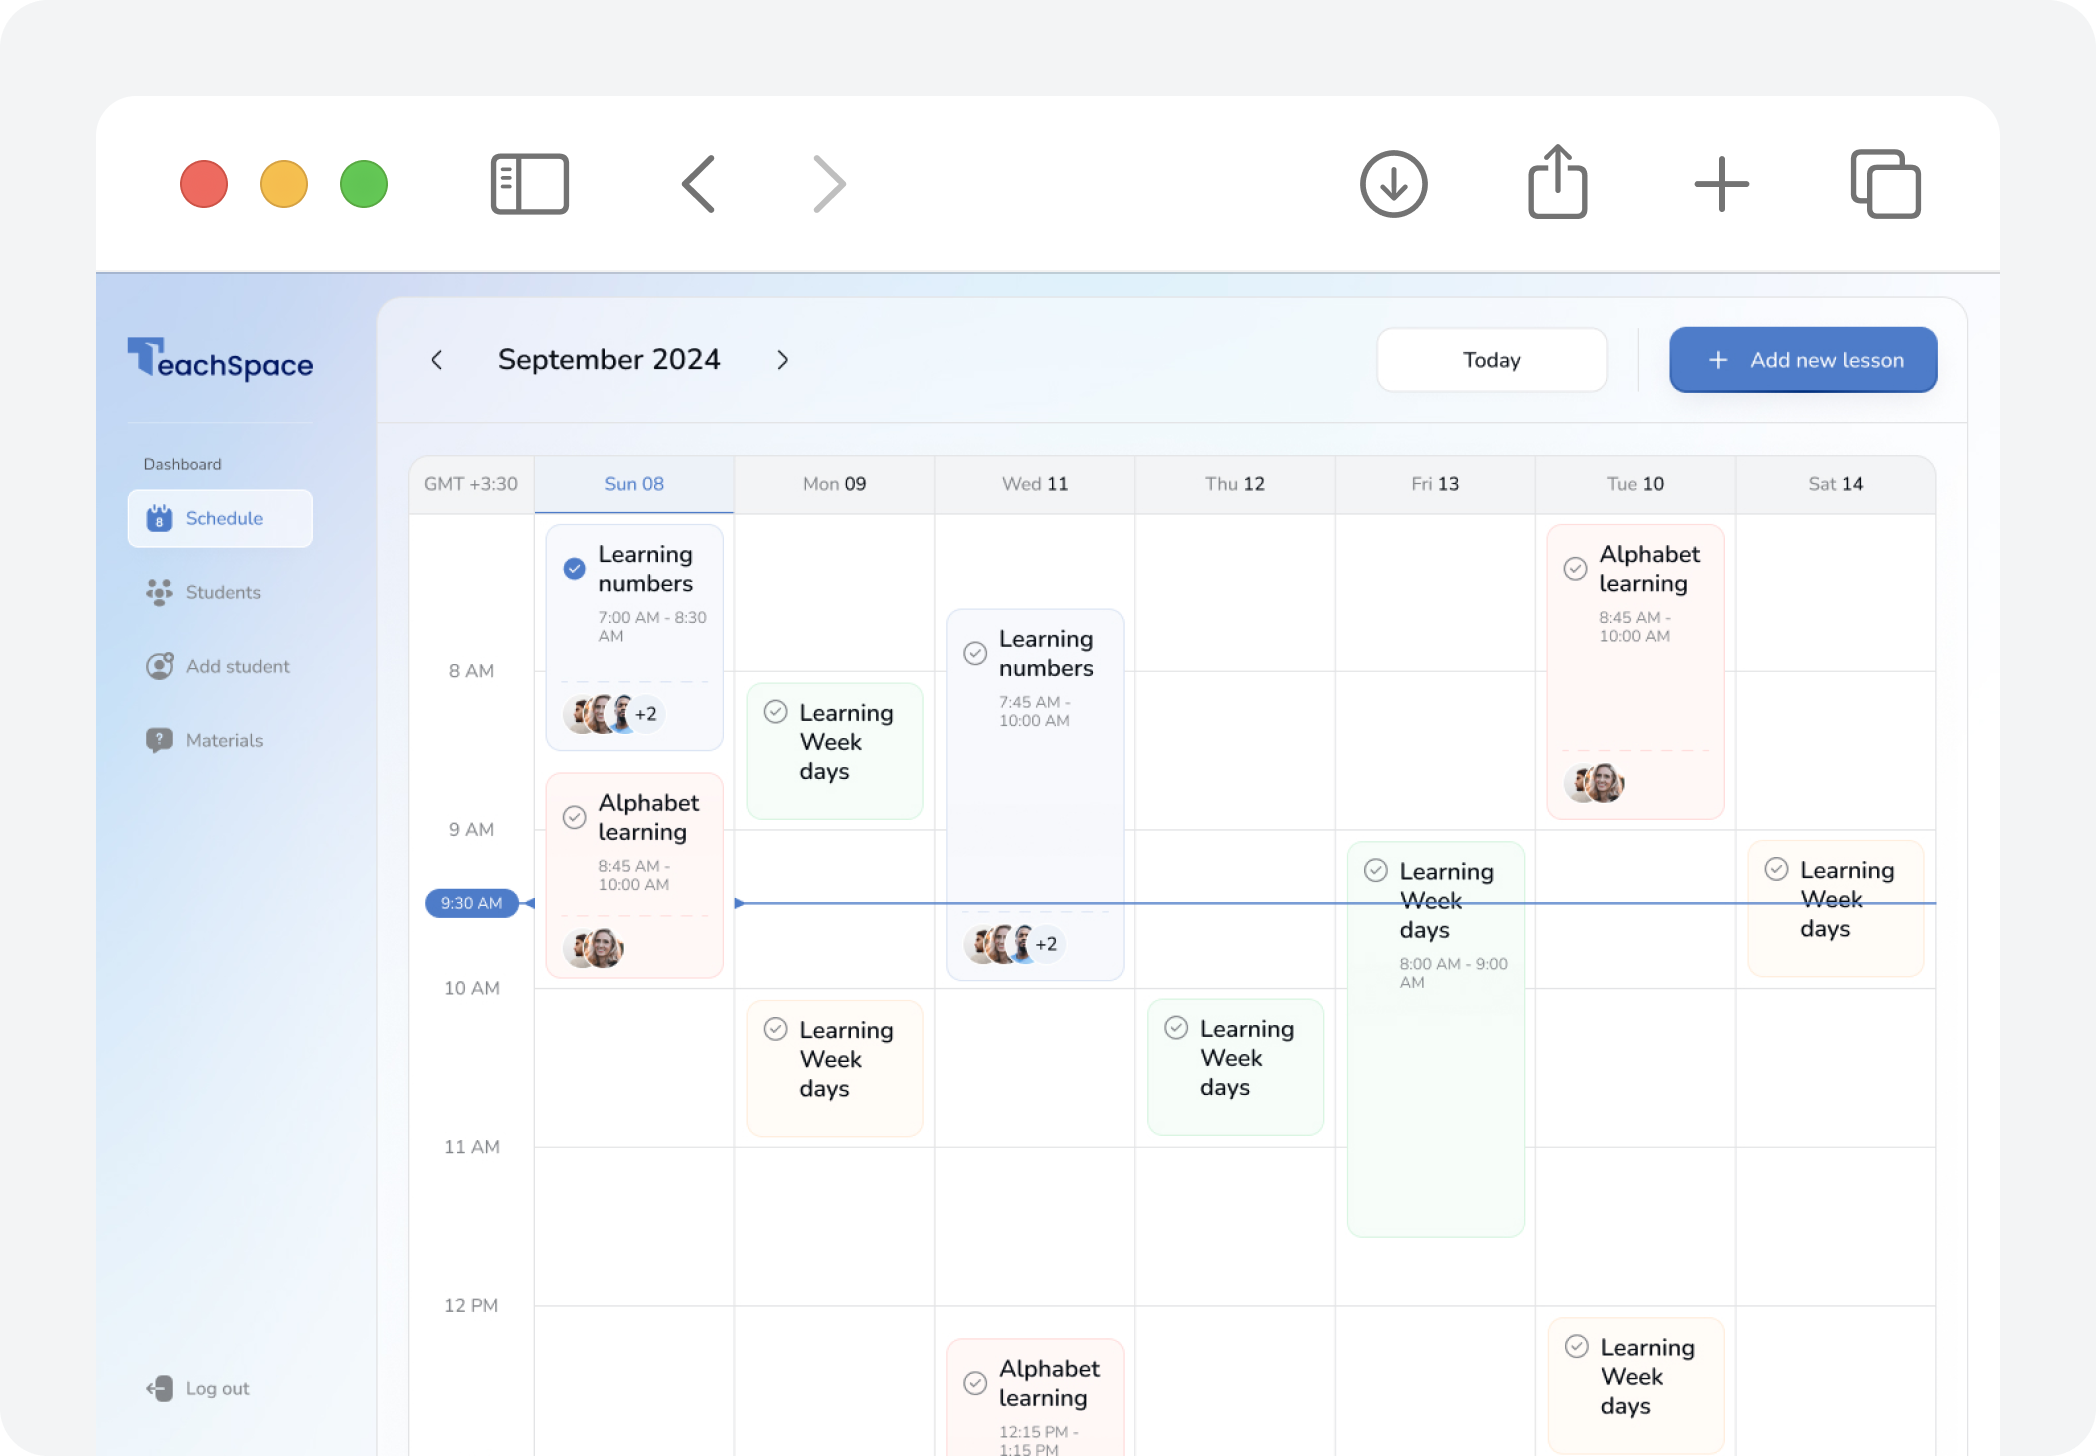 TeachSpace
Dashboard
8
Schedule
Students
Add student
?
Materials
Log out
September 2024
Today
+ Add new lesson
GMT +3:30
Sun 08
Mon 09
Wed 11
Thu 12
Fri 13
Tue 10
Sat 14
8 AM
9 AM
9:30 AM
10 AM
11 AM
12 PM
Learning
numbers
7:00 AM - 8:30
AM
+2
Alphabet
learning
8:45 AM -
10:00 AM
Learning
Week
days
Learning
Week
days
Learning
numbers
7:45 AM -
10:00 AM
+2
Alphabet
learning
12:15 PM -
1:15 PM
Learning
Week
days
Learning
Week
days
8:00 AM - 9:00
AM
Alphabet
learning
8:45 AM -
10:00 AM
Learning
Week
days
Learning
Week
days